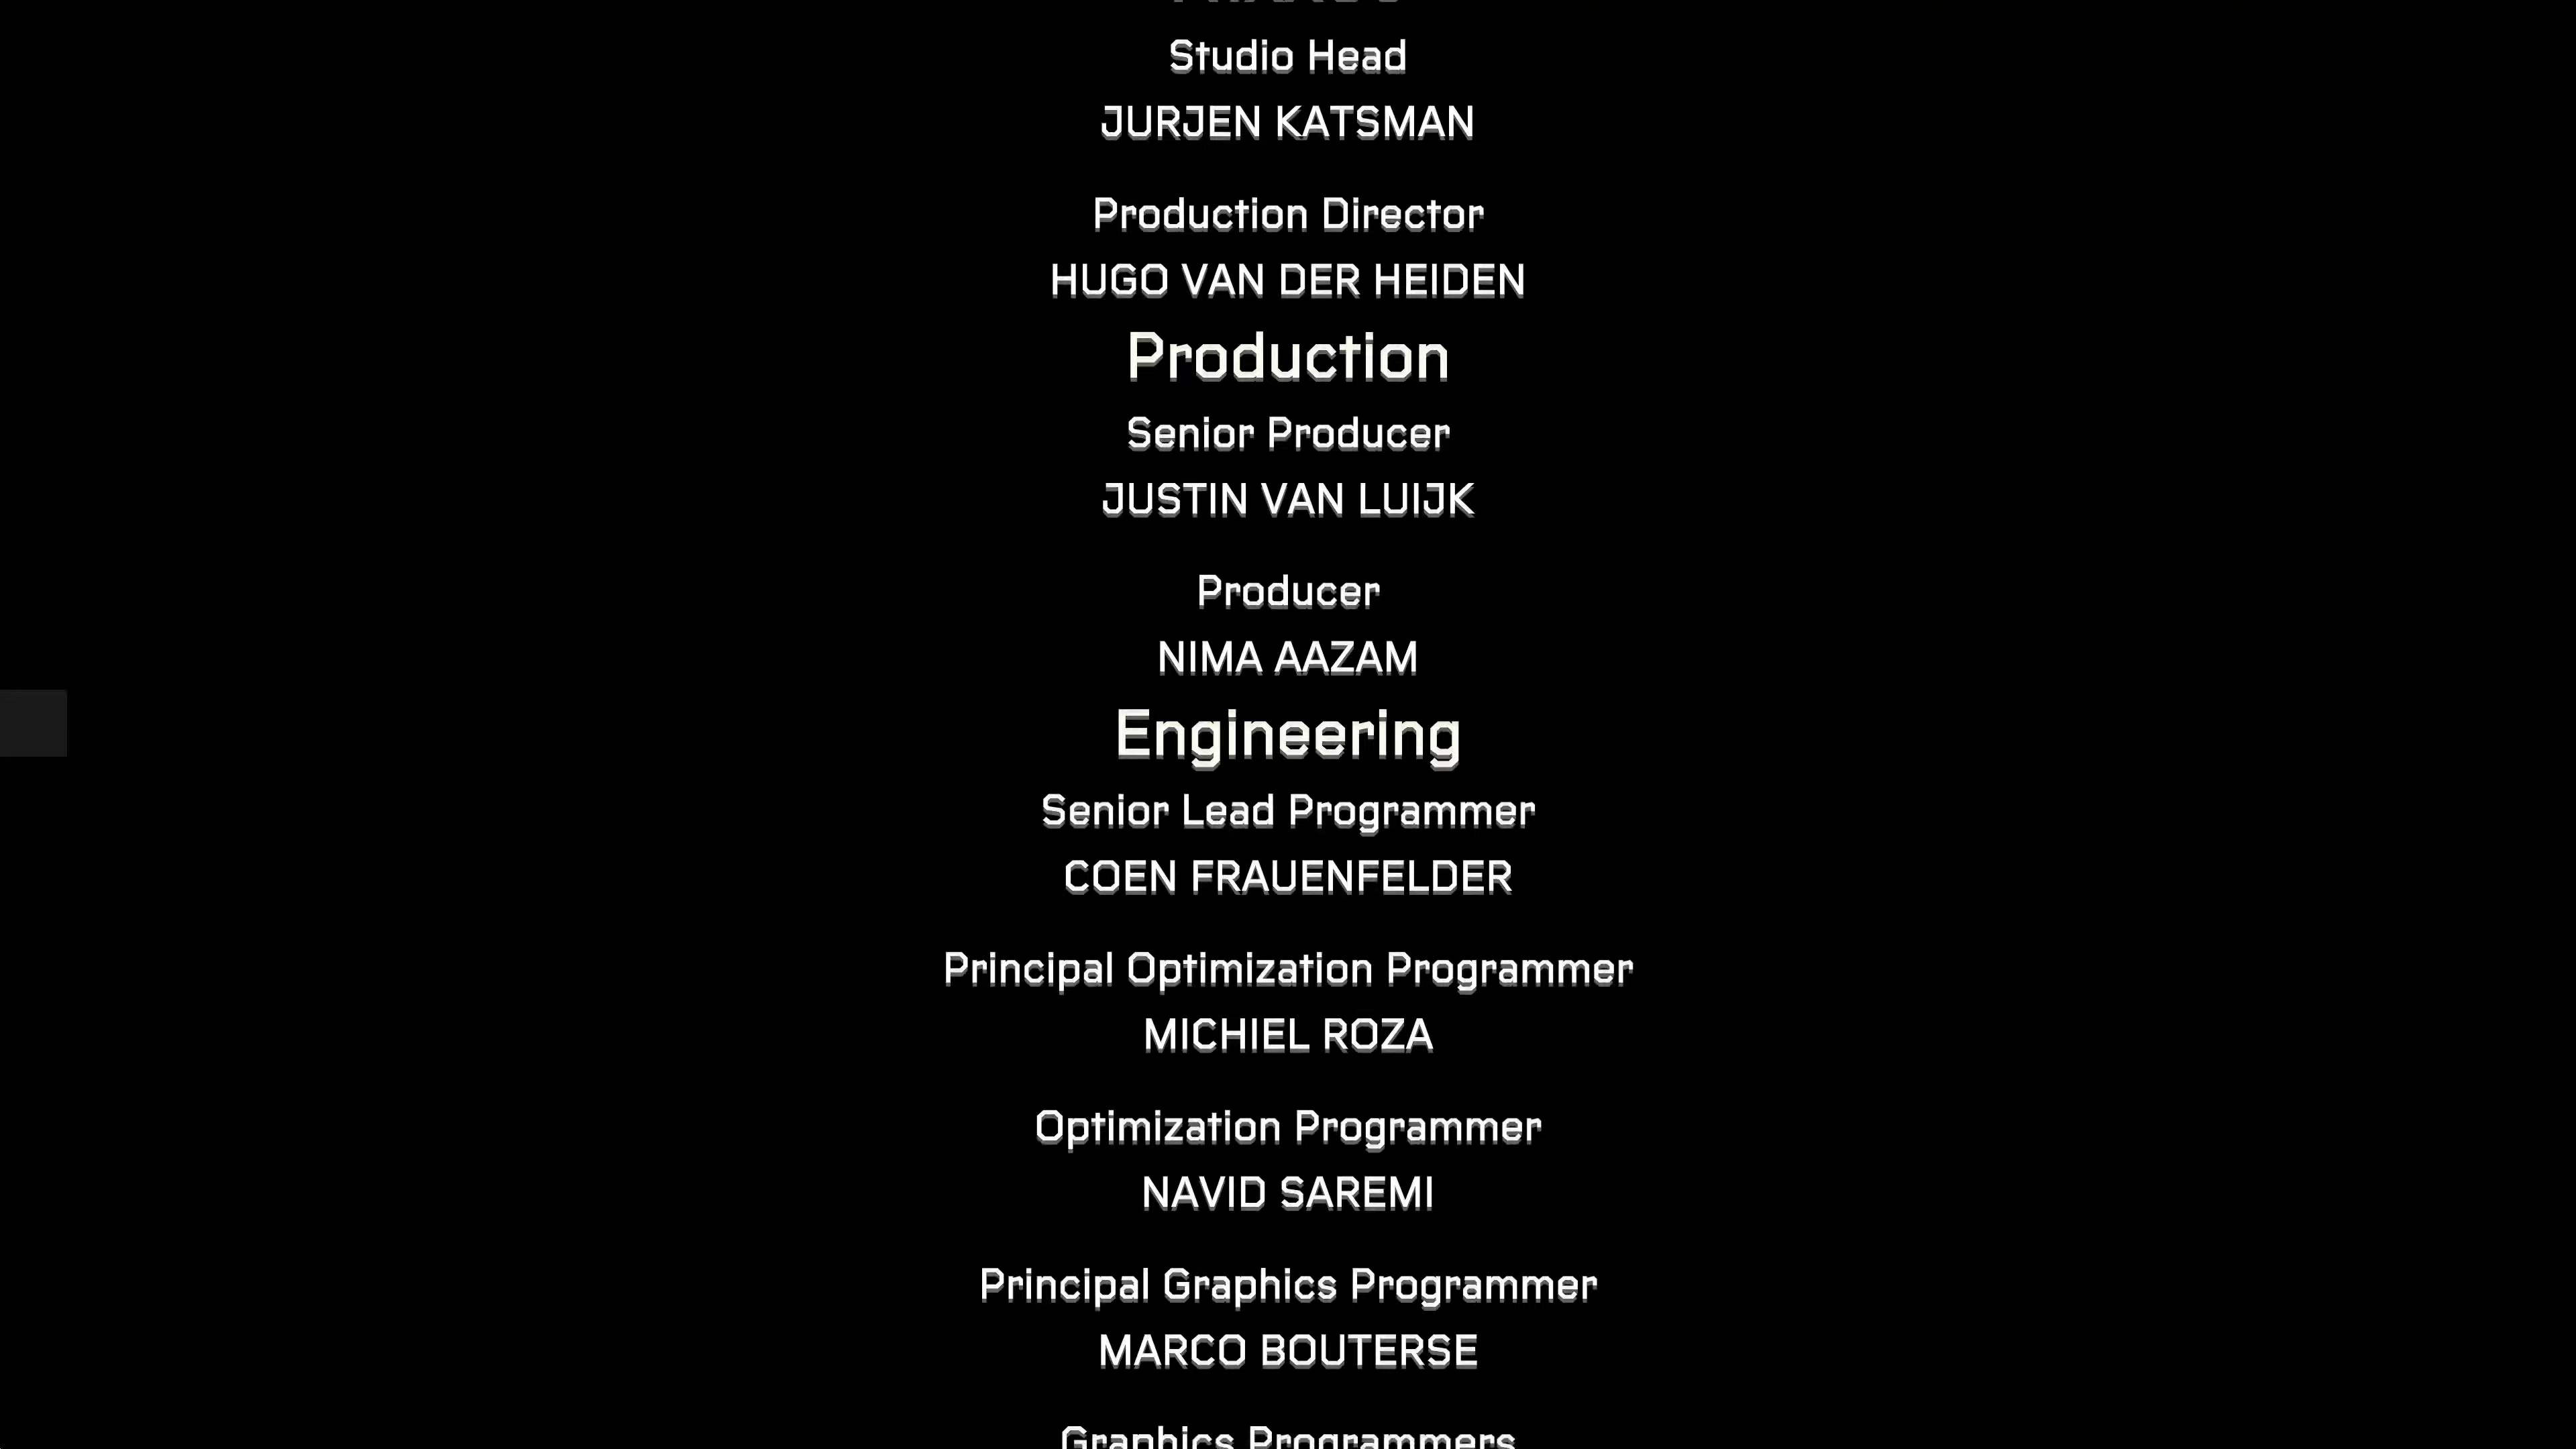 Studio Head
JURJEN KATSMAN
Production Director
HUGO VAN DER HEIDEN
Production
Senior Producer
JUSTIN VAN LUIJK
Producer
NIMA AAZAM
Engineering
Senior Lead Programmer
COEN FRAUENFELDER
Principal Optimization Programmer
MICHIEL ROZA
Optimization Programmer
NAVID SAREMI
Principal Graphics Programmer
MARCO BOUTERSE
Graphics Programmers